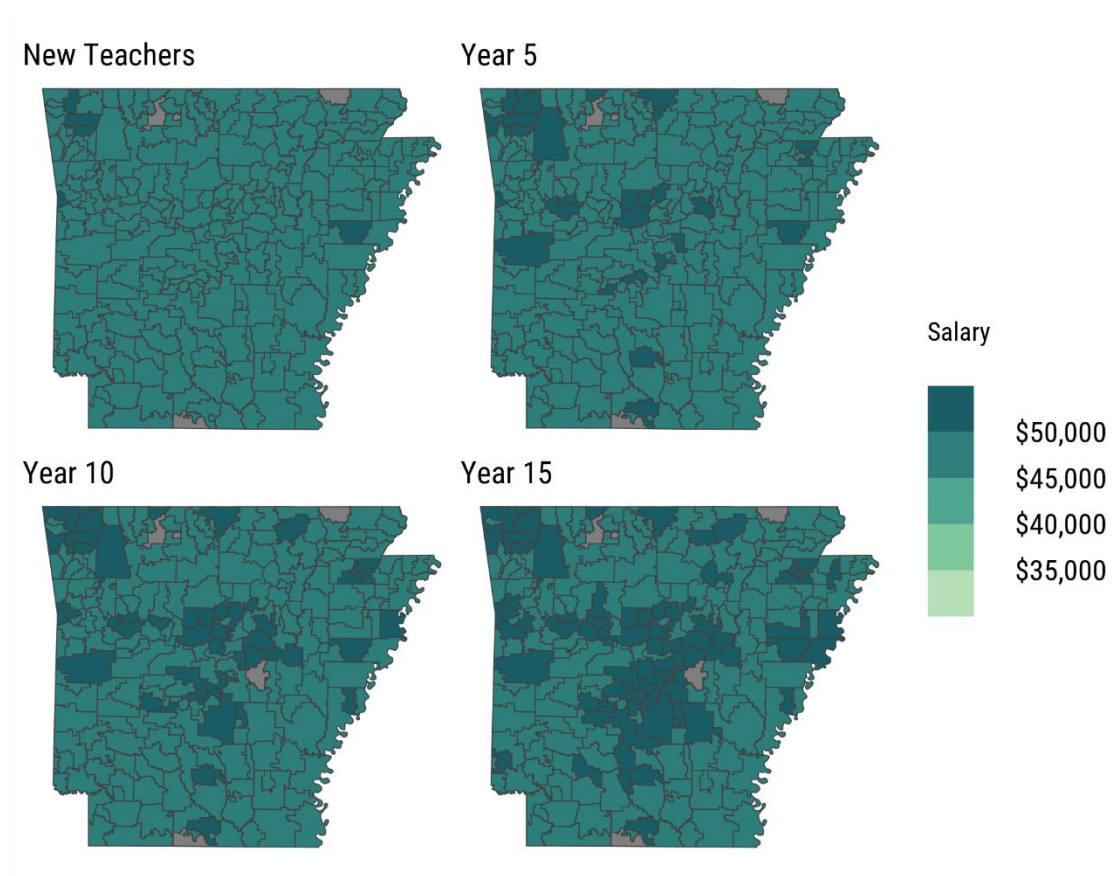 New Teachers
Year 5
Salary
$50,000
$45,000
$40,000
$35,000
Year 10
Year 15